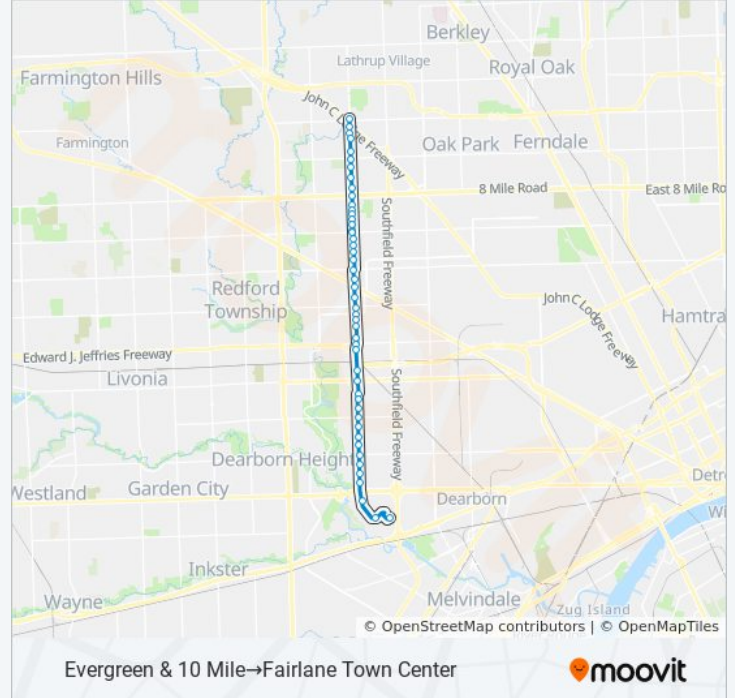 Berkley
Lathrup Village
Royal Oak
Farmington Hills
John C Lodge Freeway
Farmington
Oak Park
Ferndale
8 Mile Road
East 8 Mile Ro
Southfield Freeway
Redford
Township
John C Lodge Freeway
Hamtra
Edward J. Jeffries Freeway
Livonia
Southfield Freeway
Dearborn Height
Westland
Garden City
Dearborn
Detr
Wi
Inkster
Wayne
Melvindale
Zug Island
© OpenStreetMap contributors | © OpenMapTiles
Evergreen & 10 Mile→Fairlane Town Center
moovit